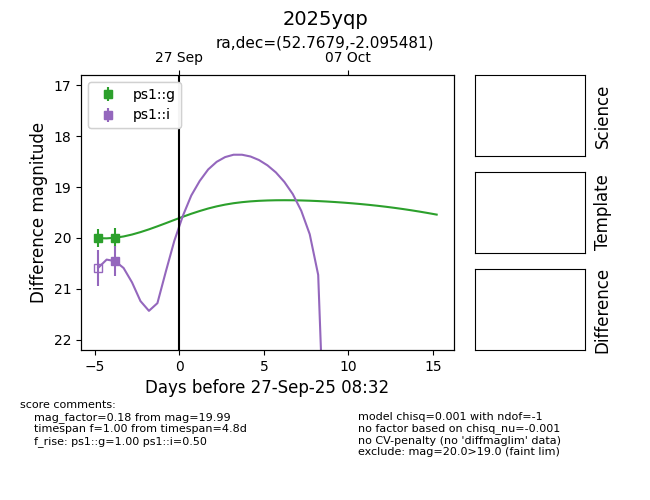 2025yqp
ra,dec=(52.7679,-2.095481)
27 Sep
07 Oct
ps1::g
ps1::i
17
18
19
20
21
22
Difference magnitude
−5
0
5
10
15
Days before 27-Sep-25 08:32
Science
Template
Difference
score comments:
mag_factor=0.18 from mag=19.99
timespan f=1.00 from timespan=4.8d
f_rise: ps1::g=1.00 ps1::i=0.50
model chisq=0.001 with ndof=-1
no factor based on chisq_nu=-0.001
no CV-penalty (no 'diffmaglim' data)
exclude: mag=20.0>19.0 (faint lim)